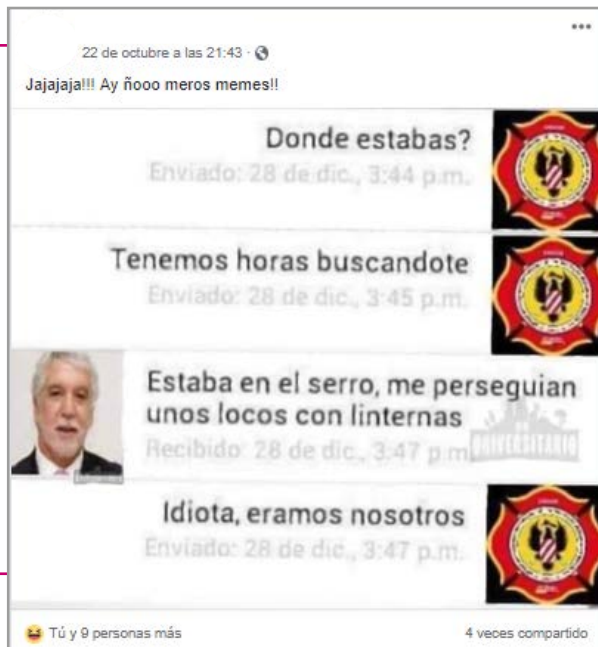 22 de octubre a las 21:43 ·
Jajajaja!!! Ay ñooo meros memes!!
Donde estabas?
Enviado: 28 de dic., 3:44 p.m.
Tenemos horas buscandote
Enviado: 28 de dic., 3:45 p.m.
Estaba en el serro, me perseguian
unos locos con linternas
Recibido: 28 de dic., 3:47 p.m.
UNIVERSITARIO
Idiota, eramos nosotros
Enviado: 28 de dic., 3:47 p.m.
Tú y 9 personas más
4 veces compartido